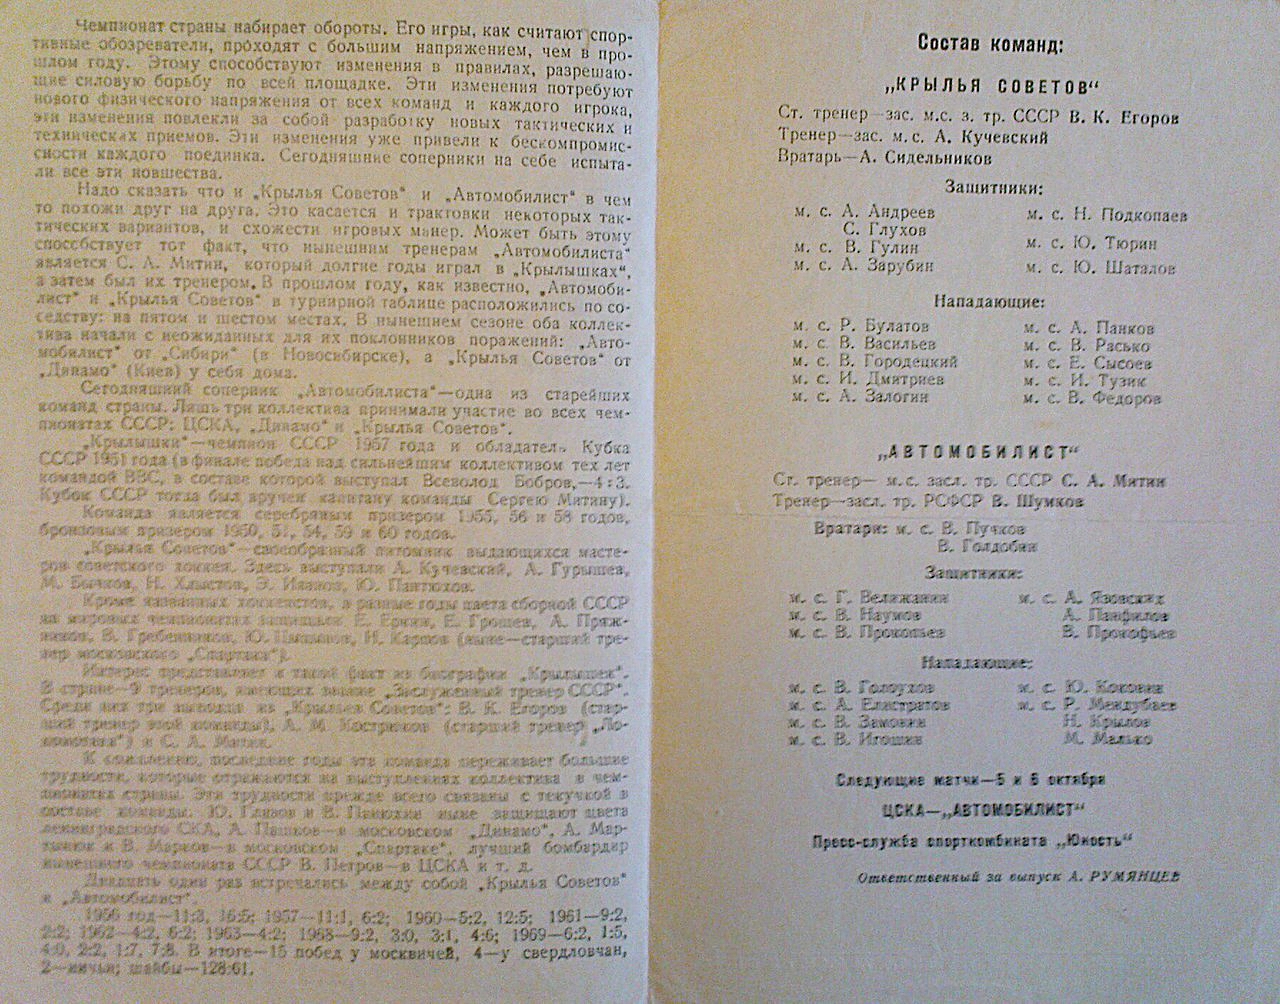 Чемпионат страны набирает обороты. Его игры, как считают спор-
тивные обозреватели, проходят с большим напряжением, чем в про-
шлом году. Этому способствуют изменения в правилах, разрешаю-
щие силовую борьбу по всей площадке. Эти изменения потребуют
нового физического напряжения от всех команд и каждого игрока,
эти изменения повлекли за собой разработку новых тактических и
технических приемов. Эти изменения уже привели к бескомпромис-
сности каждого поединка. Сегодняшние соперники на себе испыта-
ли все эти новшества.
Надо сказать что и „Крылья Советов“ и „Автомобилист“ в чем
то похожи друг на друга. Это касается и трактовки некоторых так-
тических вариантов, и схожести игровых манер. Может быть этому
способствует тот факт, что нынешним тренерам „Автомобилиста“
является С. А. Митин, который долгие годы играл в „Крылышках“,
а затем был их тренером. В прошлом году, как известно, „Автомоби-
лист“ и „Крылья Советов“ в турнирной таблице расположились по со-
седству: на пятом и шестом местах. В нынешнем сезоне оба коллек-
тива начали с неожиданных для их поклонников поражений: „Авто-
мобилист“ от „Сибири“ (в Новосибирске), а „Крылья Советов“ от
„Динамо“ (Киев) у себя дома.
Сегодняшний соперник „Автомобилиста“—одна из старейших
команд страны. Лишь три коллектива принимали участие во всех чем-
пионатах СССР: ЦСКА, „Динамо“ и „Крылья Советов“.
„Крылышки“—чемпион СССР 1957 года и обладатель Кубка
СССР 1951 года (в финале победа над сильнейшим коллективом тех лет
командой ВВС, в составе которой выступал Всеволод Бобров,—4:3.
Кубок СССР тогда был вручен капитану команды Сергею Митину).
Команда является серебряным призером 1955, 56 и 58 годов,
бронзовым призером 1950, 51, 54, 59 и 60 годов.
„Крылья Советов“—своеобразный питомник выдающихся масте-
ров советского хоккея. Здесь выступали А. Кучевский, А. Гурышев,
М. Бычков, Н. Хлыстов, Э. Иванов, Ю. Пантюхов.
Кроме названных хоккеистов, в разные годы цвета сборной СССР
на мировых чемпионатах защищали Е. Еркин, Е. Грошев, А. Пряж-
ников, В. Гребенников, Ю. Цыцынов, Н. Карпов (ныне—старший тре-
нер московского „Спартака“).
Интерес представляет и такой факт из биографии „Крылышек“.
В стране—9 тренеров, имеющих звание „Заслуженный тренер СССР“.
Среди них три выходца из „Крыльев Советов“: В. К. Егоров (стар-
ший тренер этой команды), А. М. Кострюков (старший тренер „Ло-
комотива“) и С. А. Митин.
К сожалению, последние годы эта команда переживает большие
трудности, которые отражаются на выступлениях коллектива в чем-
пионатах страны. Эти трудности прежде всего связаны с текучкой в
составе команды. Ю. Глазов и В. Панюхин ныне защищают цвета
ленинградского СКА, А. Пашков—в московском „Динамо“, А. Мар-
тынюк и В. Марков—в московском „Спартаке“, лучший бомбардир
нынешнего чемпионата СССР В. Петров—в ЦСКА и т. д.
Двадцать один раз встречались между собой „Крылья Советов“
и „Автомобилист“.
1956 год—11:3, 16:5; 1957—11:1, 6:2; 1960—5:2, 12:5; 1961—9:2,
2:2; 1962—4:2, 6:2; 1963—4:2; 1968—9:2, 3:0, 3:1, 4:6; 1969—6:2, 1:5,
4:0, 2:2, 1:7, 7:8. В итоге—15 побед у москвичей, 4—у свердловчан,
2—ничьи; шайбы—128:61.
Состав команд:
„КРЫЛЬЯ СОВЕТОВ“
Ст. тренер—зас. м.с. з. тр. СССР В. К. Егоров
Тренер—зас. м. с. А. Кучевский
Вратарь—А. Сидельников
Защитники:
м. с. А. Андреев
С. Глухов
м. с. В. Гулин
м. с. А. Зарубин
м. с. Н. Подкопаев
м. с. Ю. Тюрин
м. с. Ю. Шаталов
Нападающие:
м. с. Р. Булатов
м. с. В. Васильев
м. с. В. Городецкий
м. с. И. Дмитриев
м. с. А. Залогин
м. с. А. Панков
м. с. В. Расько
м. с. Е. Сысоев
м. с. И. Тузик
м. с. В. Федоров
„АВТОМОБИЛИСТ“
Ст. тренер— м. с. засл. тр. СССР С. А. Митин
Тренер—засл. тр. РСФСР В. Шумков
Вратари: м. с. В. Пучков
В. Голдобин
Защитники:
м. с. Г. Велижанин
м. с. В. Наумов
м. с. В. Прокопьев
м. с. А. Язовских
А. Панфилов
В. Прокофьев
Нападающие:
м. с. В. Голоухов
м. с. А. Елистратов
м. с. В. Замовин
м. с. В. Игошин
м. с. Ю. Коковин
м. с. Р. Мендубаев
Н. Крылов
М. Малько
Следующие матчи—5 и 6 октября
ЦСКА—„АВТОМОБИЛИСТ“
Пресс-служба спорткомбината „Юность“
Ответственный за выпуск А. РУМЯНЦЕВ